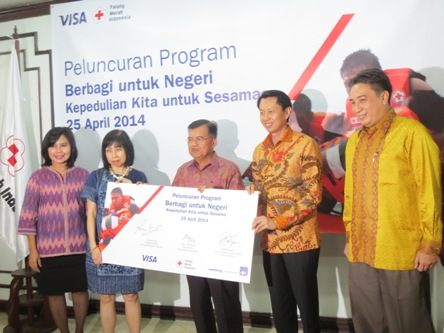 VISA
Palang
Merah
Indonesia
Peluncuran Program
Berbagi untuk Negeri
Kepedulian Kita untuk Sesama
25 April 2014
Peluncuran Program
Berbagi untuk Negeri
Kepedulian Kita untuk Sesama
25 April 2014
VISA